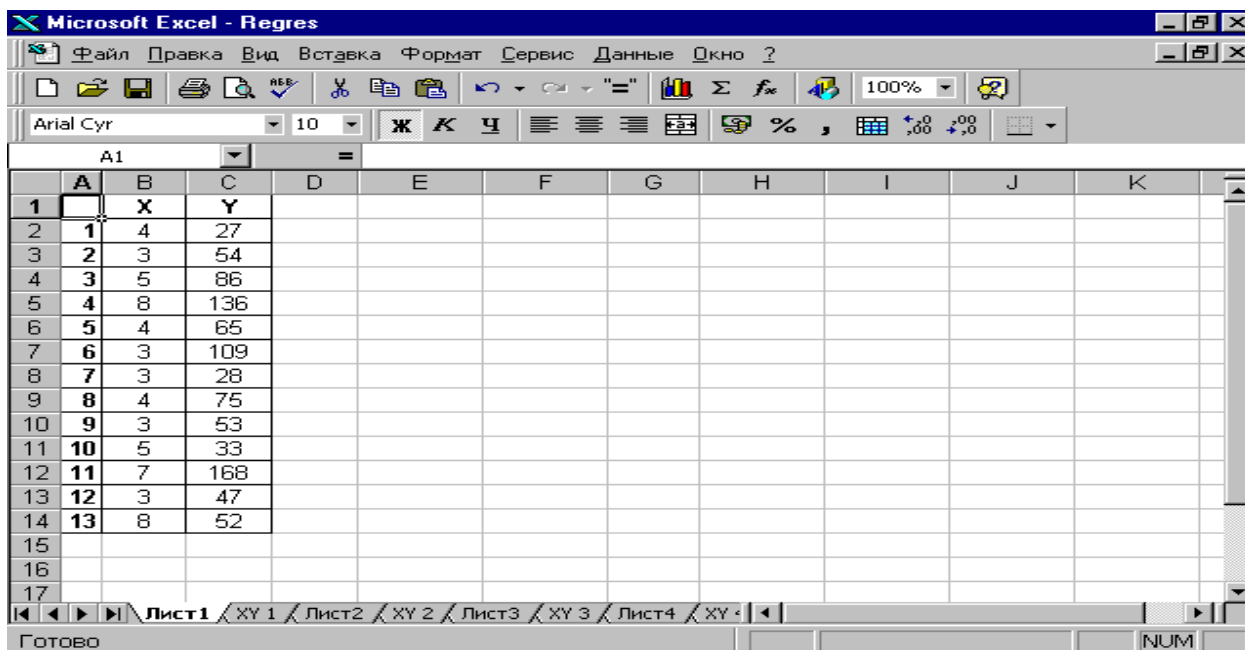 Microsoft Excel - Regres
Файл Правка Вид Вставка Формат Сервис Данные Окно ?
"=" Σ fx 100%
Arial Cyr 10 Ж К Ч % ,
A1 =
A B C D E F G H I J K
1 X Y
2 1 4 27
3 2 3 54
4 3 5 86
5 4 8 136
6 5 4 65
7 6 3 109
8 7 3 28
9 8 4 75
10 9 3 53
11 10 5 33
12 11 7 168
13 12 3 47
14 13 8 52
15
16
17
Лист1 XY 1 Лист2 XY 2 Лист3 XY 3 Лист4 XY
Готово NUM